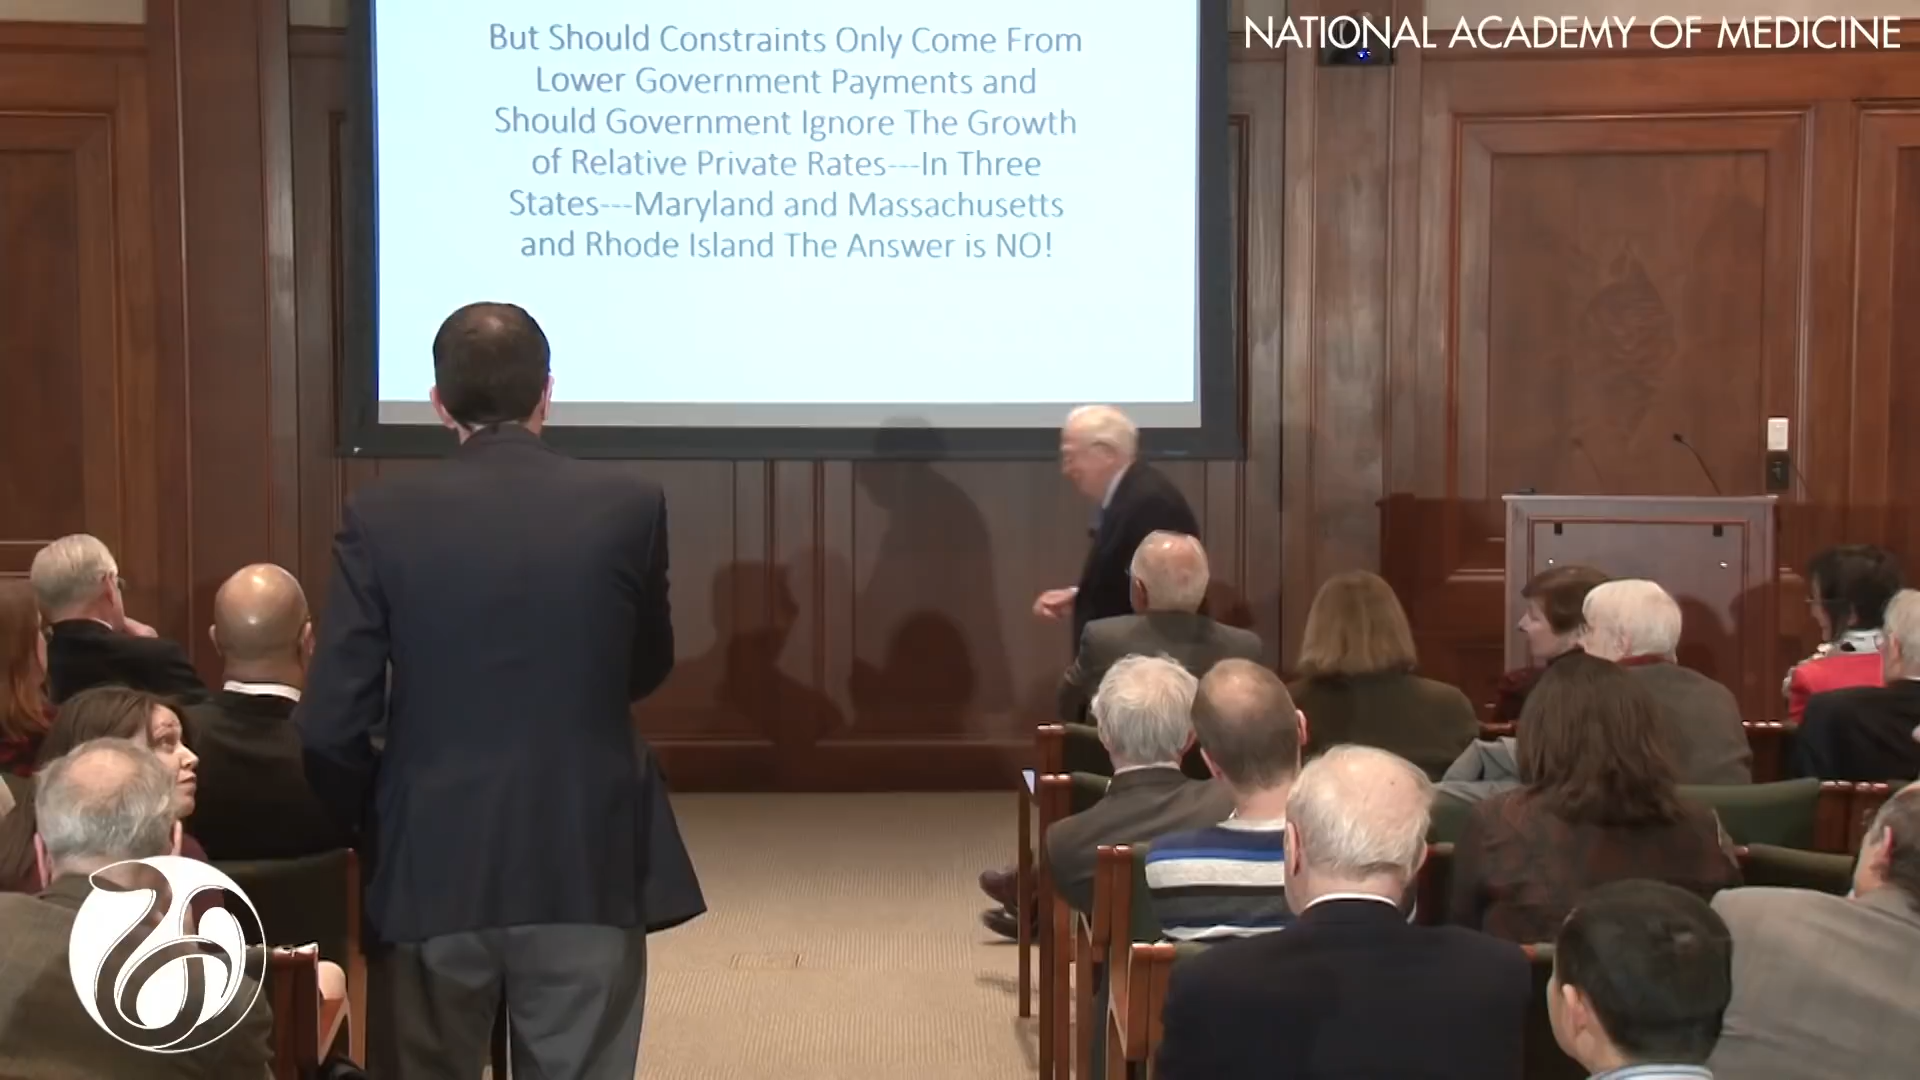 NATIONAL ACADEMY OF MEDICINE
But Should Constraints Only Come From
Lower Government Payments and
Should Government Ignore The Growth
of Relative Private Rates---In Three
States---Maryland and Massachusetts
and Rhode Island The Answer is NO!